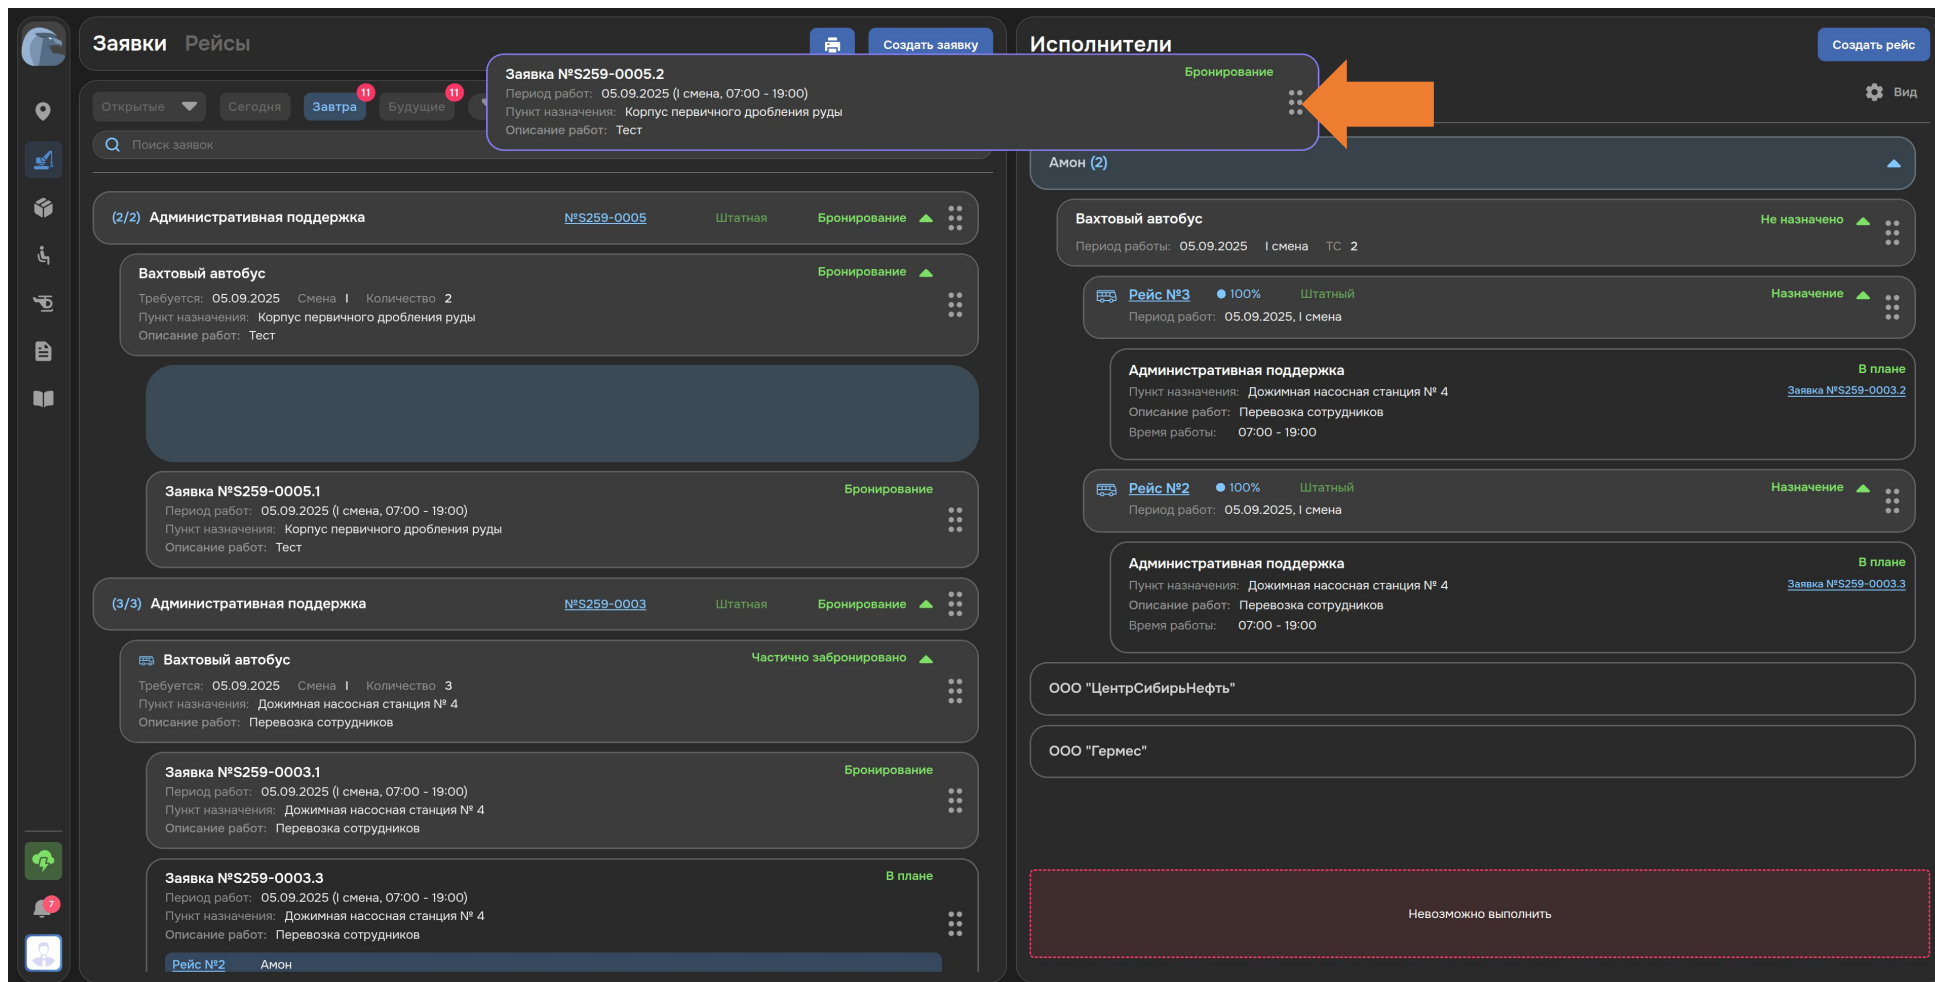 Заявки Рейсы
Создать заявку
Заявка №S259-0005.2
Бронирование
Период работ: 05.09.2025 (I смена, 07:00 - 19:00)
Пункт назначения: Корпус первичного дробления руды
Описание работ: Тест
Открытые
Сегодня
Завтра
11
Будущие
11
Поиск заявок
(2/2) Административная поддержка №S259-0005 Штатная Бронирование
Вахтовый автобус Бронирование
Требуется: 05.09.2025 Смена I Количество 2
Пункт назначения: Корпус первичного дробления руды
Описание работ: Тест
Заявка №S259-0005.1 Бронирование
Период работ: 05.09.2025 (I смена, 07:00 - 19:00)
Пункт назначения: Корпус первичного дробления руды
Описание работ: Тест
(3/3) Административная поддержка №S259-0003 Штатная Бронирование
Вахтовый автобус Частично забронировано
Требуется: 05.09.2025 Смена I Количество 3
Пункт назначения: Дожимная насосная станция № 4
Описание работ: Перевозка сотрудников
Заявка №S259-0003.1 Бронирование
Период работ: 05.09.2025 (I смена, 07:00 - 19:00)
Пункт назначения: Дожимная насосная станция № 4
Описание работ: Перевозка сотрудников
Заявка №S259-0003.3 В плане
Период работ: 05.09.2025 (I смена, 07:00 - 19:00)
Пункт назначения: Дожимная насосная станция № 4
Описание работ: Перевозка сотрудников
Рейс №2 Амон
7
Исполнители
Создать рейс
Вид
Амон (2)
Вахтовый автобус Не назначено
Период работы: 05.09.2025 I смена ТС 2
Рейс №3 100% Штатный Назначение
Период работ: 05.09.2025, I смена
Административная поддержка В плане
Пункт назначения: Дожимная насосная станция № 4 Заявка №S259-0003.2
Описание работ: Перевозка сотрудников
Время работы: 07:00 - 19:00
Рейс №2 100% Штатный Назначение
Период работ: 05.09.2025, I смена
Административная поддержка В плане
Пункт назначения: Дожимная насосная станция № 4 Заявка №S259-0003.3
Описание работ: Перевозка сотрудников
Время работы: 07:00 - 19:00
ООО "ЦентрСибирьНефть"
ООО "Гермес"
Невозможно выполнить